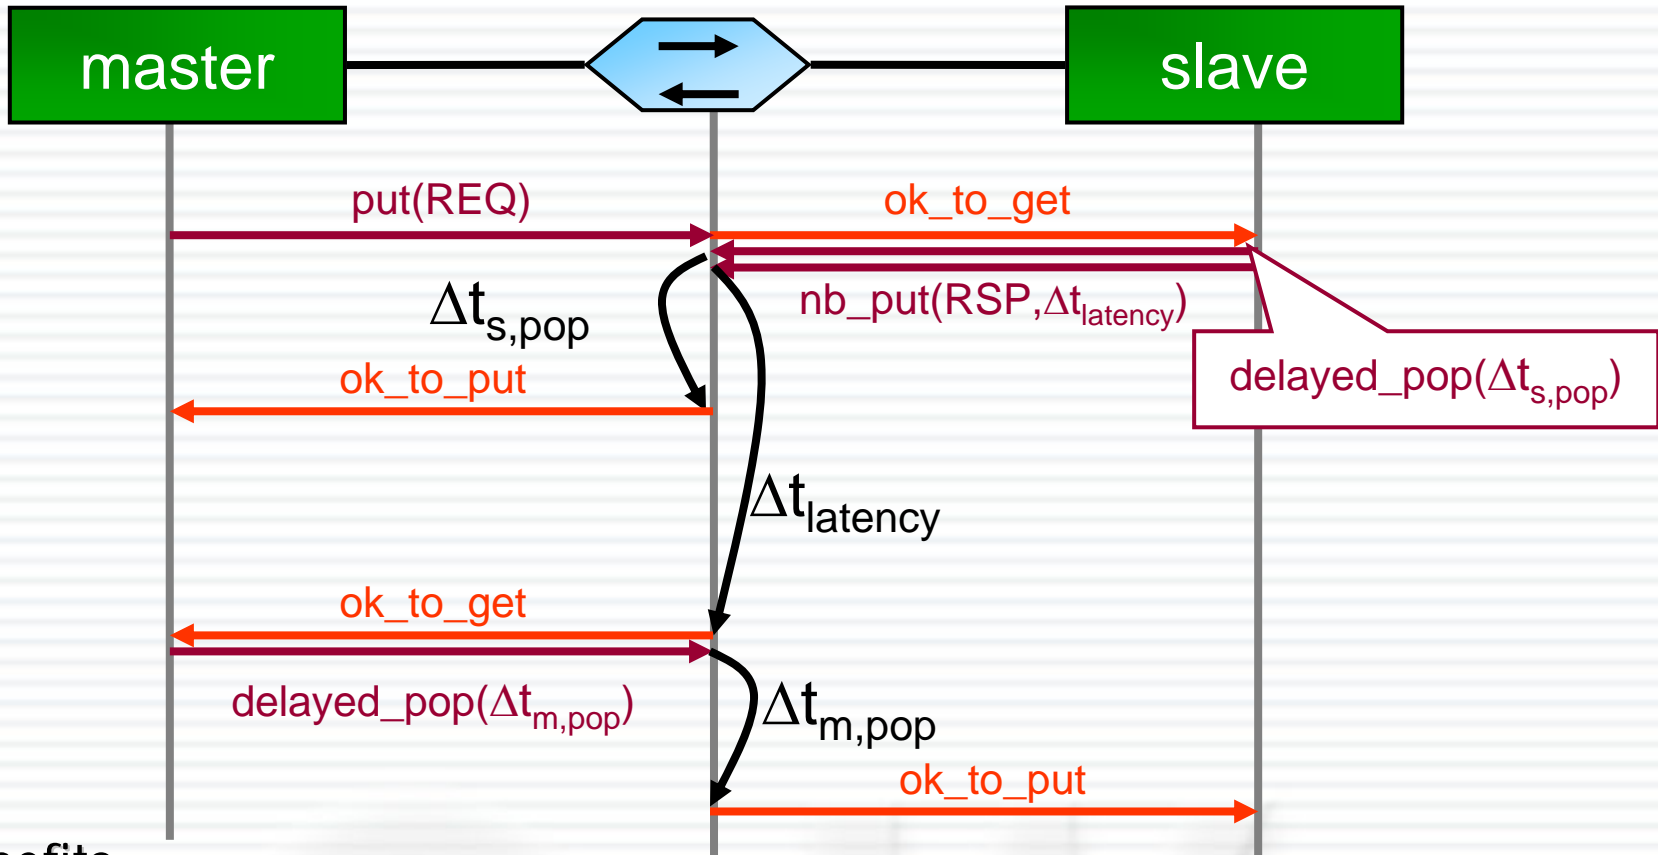 master
slave
put(REQ)
ok_to_get
Δts,pop
nb_put(RSP,Δtlatency)
delayed_pop(Δts,pop)
ok_to_put
Δtlatency
ok_to_get
delayed_pop(Δtm,pop)
Δtm,pop
ok_to_put